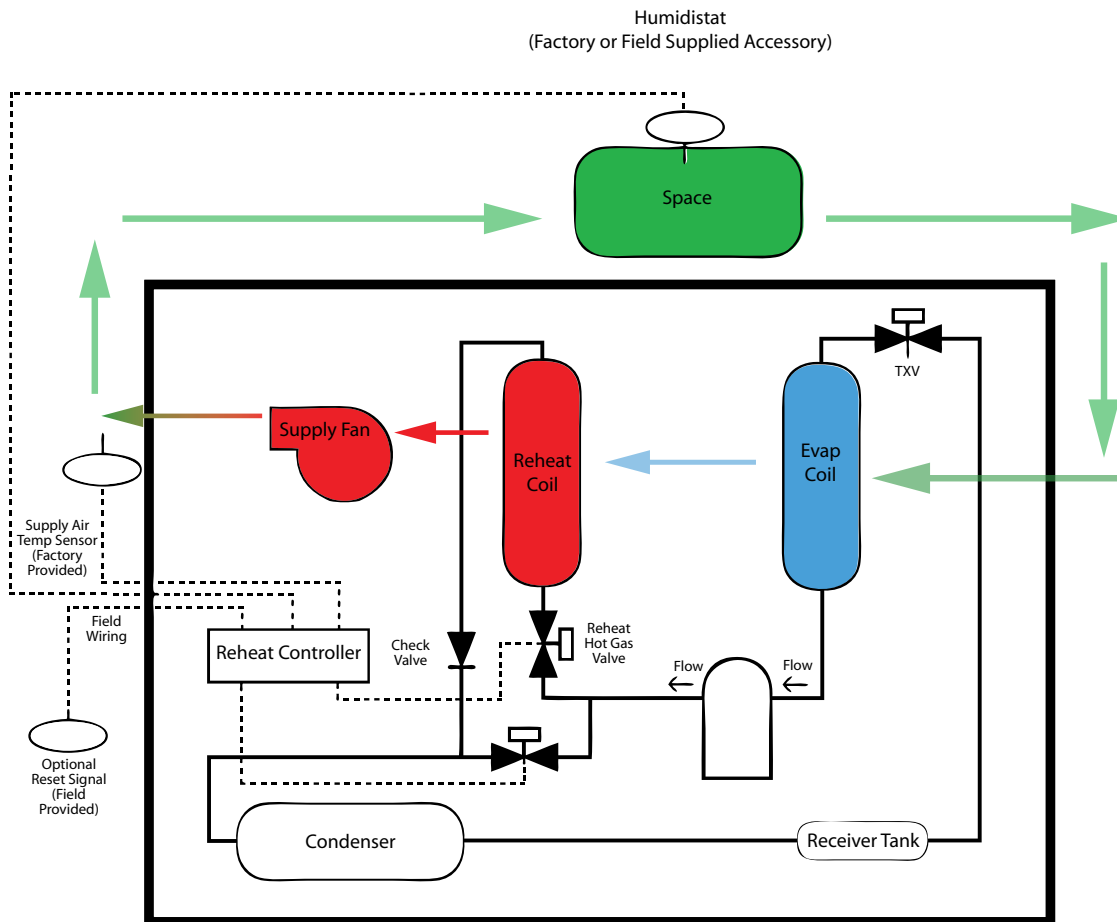 Humidistat
(Factory or Field Supplied Accessory)
Space
TXV
Supply Fan
Reheat
Coil
Evap
Coil
Supply Air
Temp Sensor
(Factory
Provided)
Field
Wiring
Reheat Controller
Check
Valve
Reheat
Hot Gas
Valve
Flow
Flow
Optional
Reset Signal
(Field
Provided)
Condenser
Receiver Tank